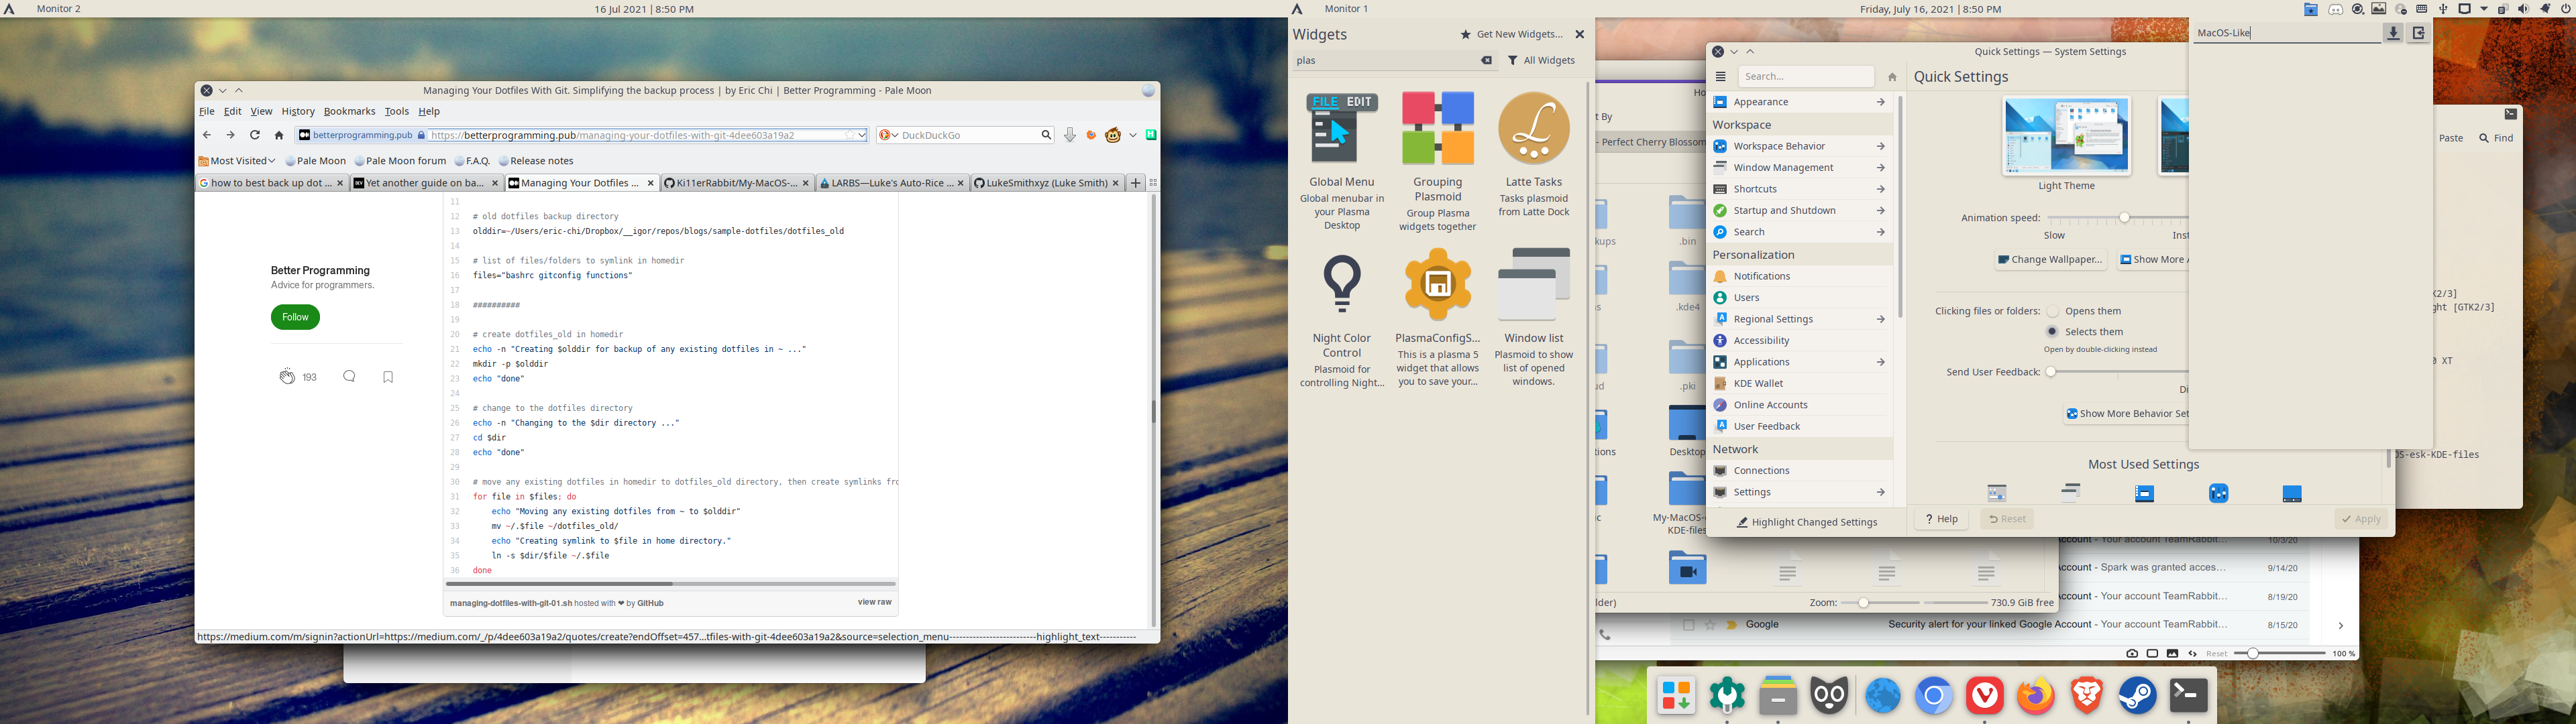 Monitor 2
16 Jul 2021 | 8:50 PM
Managing Your Dotfiles With Git. Simplifying the backup process | by Eric Chi | Better Programming - Pale Moon
File Edit View History Bookmarks Tools Help
betterprogramming.pub https://betterprogramming.pub/managing-your-dotfiles-with-git-4dee603a19a2 DuckDuckGo
Most Visited Pale Moon Pale Moon forum F.A.Q. Release notes
how to best back up dot ... Yet another guide on ba... Managing Your Dotfiles ... Ki11erRabbit/My-MacOS-... LARBS—Luke's Auto-Rice ... LukeSmithxyz (Luke Smith)
Better Programming
Advice for programmers.
Follow
193
11
12 # old dotfiles backup directory
13 olddir=~/Users/eric-chi/Dropbox/__igor/repos/blogs/sample-dotfiles/dotfiles_old
14
15 # list of files/folders to symlink in homedir
16 files="bashrc gitconfig functions"
17
18 ##########
19
20 # create dotfiles_old in homedir
21 echo -n "Creating $olddir for backup of any existing dotfiles in ~ ..."
22 mkdir -p $olddir
23 echo "done"
24
25 # change to the dotfiles directory
26 echo -n "Changing to the $dir directory ..."
27 cd $dir
28 echo "done"
29
30 # move any existing dotfiles in homedir to dotfiles_old directory, then create symlinks fro
31 for file in $files; do
32 echo "Moving any existing dotfiles from ~ to $olddir"
33 mv ~/.$file ~/dotfiles_old/
34 echo "Creating symlink to $file in home directory."
35 ln -s $dir/$file ~/.$file
36 done
managing-dotfiles-with-git-01.sh hosted with ❤ by GitHub view raw
https://medium.com/m/signin?actionUrl=https://medium.com/_/p/4dee603a19a2/quotes/create?endOffset=457...tfiles-with-git-4dee603a19a2&source=selection_menu--------------------------highlight_text-----------
Monitor 1
Friday, July 16, 2021 | 8:50 PM
Widgets
Get New Widgets...
plas
All Widgets
FILE EDIT
Global Menu
Global menubar in
your Plasma
Desktop
Grouping
Plasmoid
Group Plasma
widgets together
Latte Tasks
Tasks plasmoid
from Latte Dock
Night Color
Control
Plasmoid for
controlling Night...
PlasmaConfigS...
This is a plasma 5
widget that allows
you to save your...
Window list
Plasmoid to show
list of opened
windows.
Ho
t By
- Perfect Cherry Blossom
kups
.bin
s
.kde4
ud
.pki
tions
Desktop
ic
My-MacOS-
KDE-files
lder)
Zoom:
730.9 GiB free
Quick Settings — System Settings
Search...
Appearance
Workspace
Workspace Behavior
Window Management
Shortcuts
Startup and Shutdown
Search
Personalization
Notifications
Users
Regional Settings
Accessibility
Applications
KDE Wallet
Online Accounts
User Feedback
Network
Connections
Settings
Highlight Changed Settings
Quick Settings
Light Theme
Animation speed:
Slow
Inst
Change Wallpaper...
Show More A
Clicking files or folders:
Opens them
Selects them
Open by double-clicking instead
Send User Feedback:
Di
Show More Behavior Set
Most Used Settings
Help
Reset
Apply
MacOS-Like
Paste Find
K2/3]
ght [GTK2/3]
XT
OS-esk-KDE-files
Account - Your account TeamRabbit... 10/3/20
Account - Spark was granted acces... 9/14/20
Account - Your account TeamRabbit... 8/19/20
Google Security alert for your linked Google Account - Your account TeamRabbit... 8/15/20
Reset 100 %